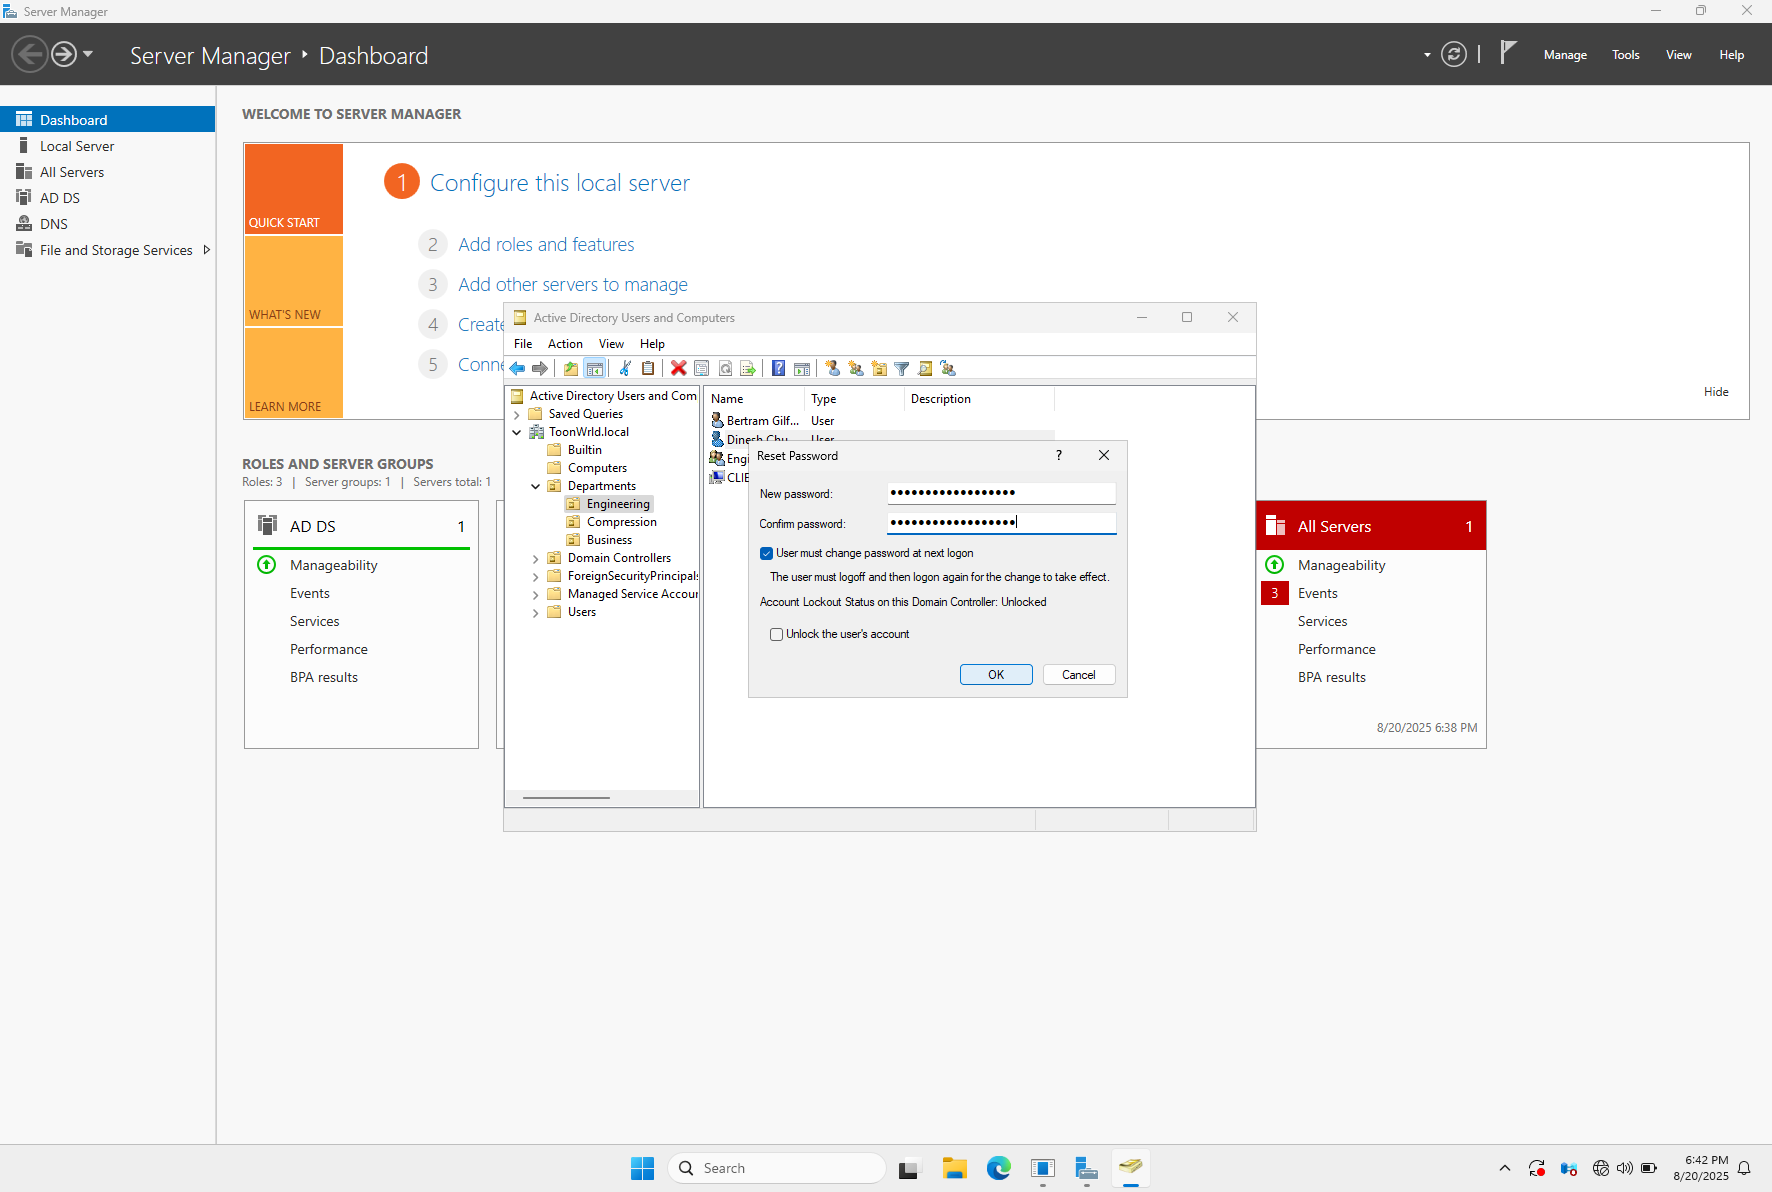 Server Manager
Server Manager ‣ Dashboard
Manage
Tools
View
Help
Dashboard
Local Server
All Servers
AD DS
DNS
File and Storage Services
WELCOME TO SERVER MANAGER
QUICK START
WHAT'S NEW
LEARN MORE
1 Configure this local server
2 Add roles and features
3 Add other servers to manage
4 Create
5 Conne
Hide
ROLES AND SERVER GROUPS
Roles: 3 | Server groups: 1 | Servers total: 1
AD DS 1
Manageability
Events
Services
Performance
BPA results
Active Directory Users and Computers
File
Action
View
Help
Active Directory Users and Com
Saved Queries
ToonWrld.local
Builtin
Computers
Departments
Engineering
Compression
Business
Domain Controllers
ForeignSecurityPrincipals
Managed Service Accour
Users
Name Type Description
Bertram Gilf... User
Dinesh Chu... User
Engi
CLIE
Reset Password
?
New password:
••••••••••••••••••
Confirm password:
••••••••••••••••••
User must change password at next logon
The user must logoff and then logon again for the change to take effect.
Account Lockout Status on this Domain Controller: Unlocked
Unlock the user's account
OK
Cancel
All Servers 1
Manageability
3 Events
Services
Performance
BPA results
8/20/2025 6:38 PM
Search
6:42 PM
8/20/2025